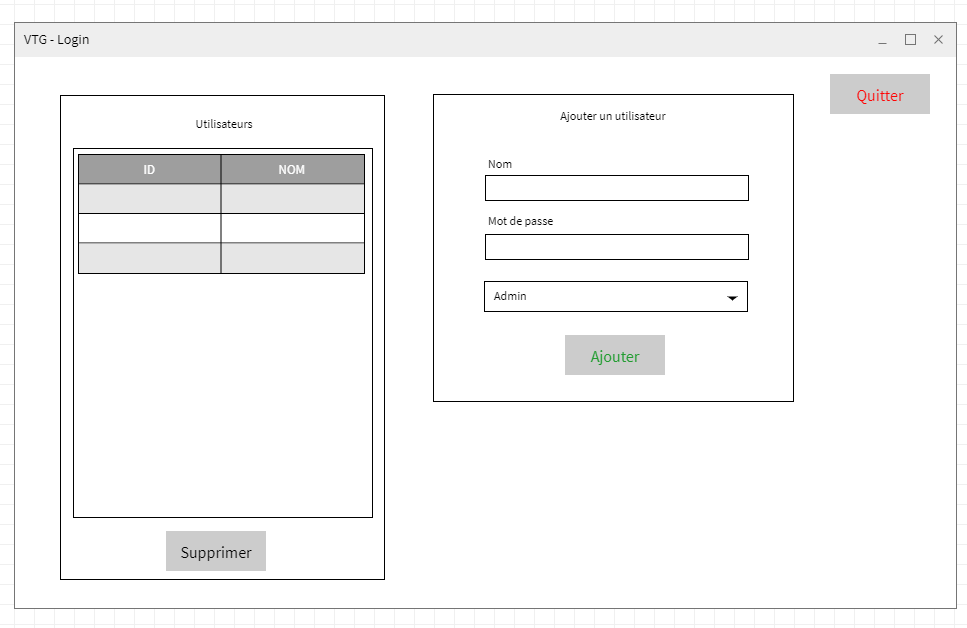 VTG - Login
Quitter
Utilisateurs
ID NOM
Supprimer
Ajouter un utilisateur
Nom
Mot de passe
Admin
Ajouter